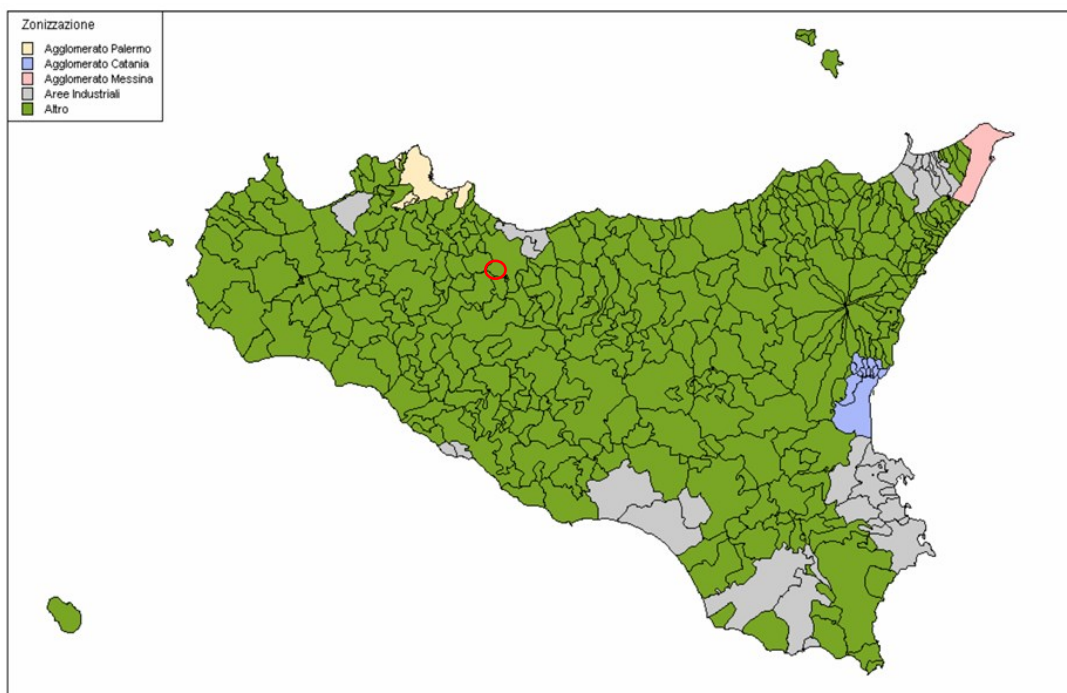 Zonizzazione
Agglomerato Palermo
Agglomerato Catania
Agglomerato Messina
Aree Industriali
Altro